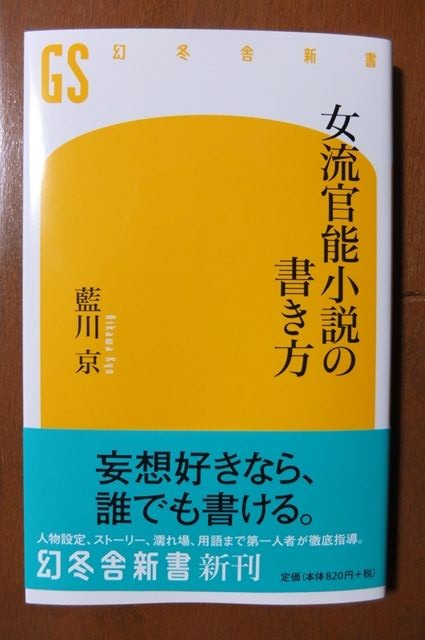 GS
幻冬舎新書
女流官能小説の
書き方
藍川 京
Aikawa Kyo
妄想好きなら、
誰でも書ける。
人物設定、ストーリー、濡れ場、用語まで第一人者が徹底指導。
幻冬舎新書 新刊
定価(本体820円+税)